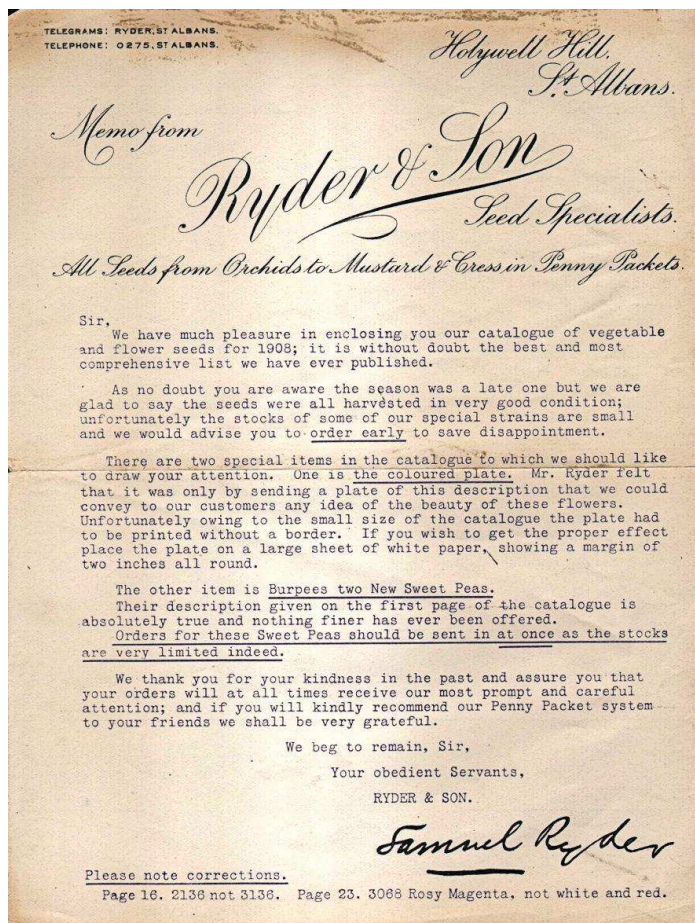 TELEGRAMS: RYDER, ST ALBANS.
TELEPHONE: 0275, ST ALBANS.
Holywell Hill,
St Albans.
Memo from
Ryder & Son
Seed Specialists.
All Seeds from Orchids to Mustard & Cress in Penny Packets.
Sir,
We have much pleasure in enclosing you our catalogue of vegetable
and flower seeds for 1908; it is without doubt the best and most
comprehensive list we have ever published.
As no doubt you are aware the season was a late one but we are
glad to say the seeds were all harvested in very good condition;
unfortunately the stocks of some of our special strains are small
and we would advise you to order early to save disappointment.
There are two special items in the catalogue to which we should like
to draw your attention. One is the coloured plate. Mr. Ryder felt
that it was only by sending a plate of this description that we could
convey to our customers any idea of the beauty of these flowers.
Unfortunately owing to the small size of the catalogue the plate had
to be printed without a border. If you wish to get the proper effect
place the plate on a large sheet of white paper, showing a margin of
two inches all round.
The other item is Burpees two New Sweet Peas.
Their description given on the first page of the catalogue is
absolutely true and nothing finer has ever been offered.
Orders for these Sweet Peas should be sent in at once as the stocks
are very limited indeed.
We thank you for your kindness in the past and assure you that
your orders will at all times receive our most prompt and careful
attention; and if you will kindly recommend our Penny Packet system
to your friends we shall be very grateful.
We beg to remain, Sir,
Your obedient Servants,
RYDER & SON.
Samuel Ryder
Please note corrections.
Page 16. 2136 not 3136. Page 23. 3068 Rosy Magenta, not white and red.